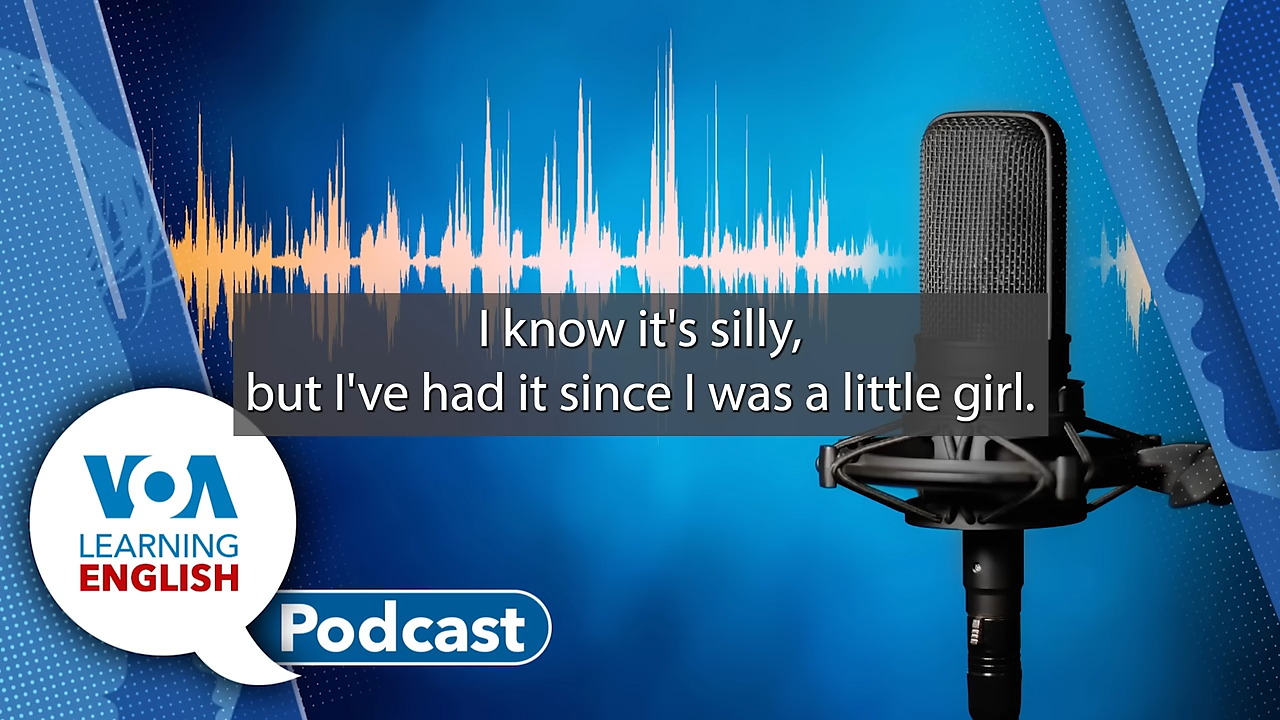 I know it's silly,
but I've had it since I was a little girl.
VOA
LEARNING
ENGLISH
Podcast